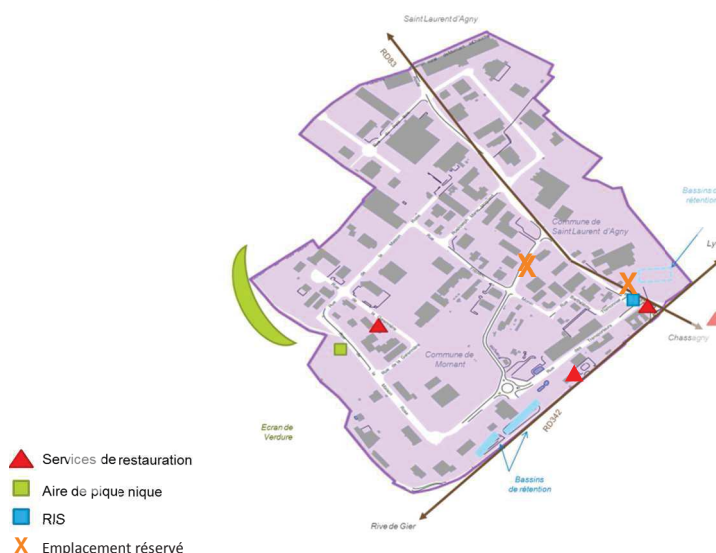 Saint Laurent d'Agny
RD83
Bassins d
rétention
Commune de
Saint Laurent d'Agny
Ly
Chassagny
Commune de
Mornant
Ecran de
Verdure
RD342
Bassins
de rétention
Rive de Gier
Services de restauration
Aire de pique nique
RIS
X Emplacement réservé